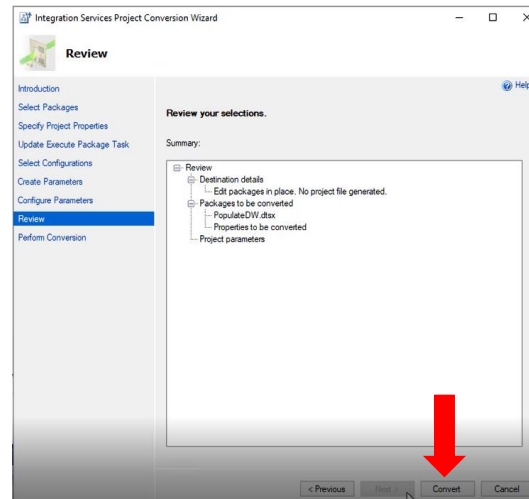 Integration Services Project Conversion Wizard
Review
Help
Introduction
Select Packages
Specify Project Properties
Update Execute Package Task
Select Configurations
Create Parameters
Configure Parameters
Review
Perform Conversion
Review your selections.
Summary:
Review
Destination details
Edit packages in place. No project file generated.
Packages to be converted
PopulateDW.dtsx
Properties to be converted
Project parameters
< Previous
Next >
Convert
Cancel